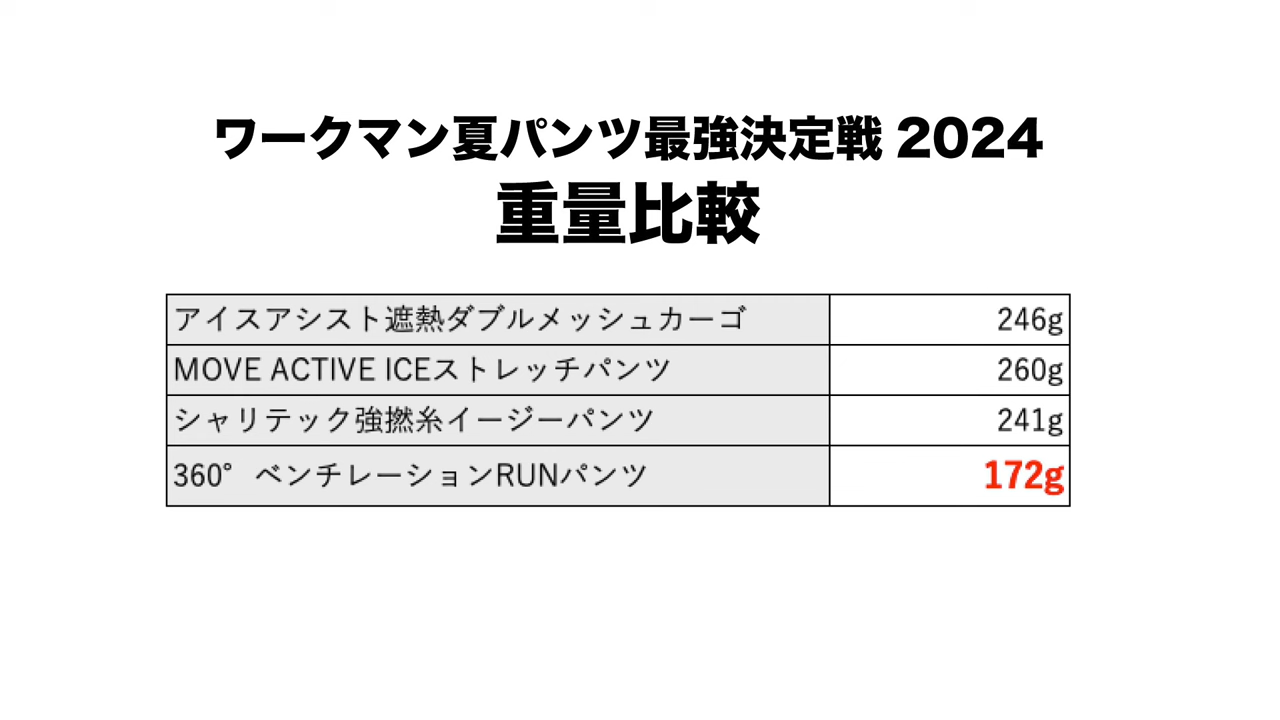 ワークマン夏パンツ最強決定戦 2024
重量比較
アイスアシスト遮熱ダブルメッシュカーゴ 246g
MOVE ACTIVE ICEストレッチパンツ 260g
シャリテック強撚糸イージーパンツ 241g
360° ベンチレーションRUNパンツ 172g